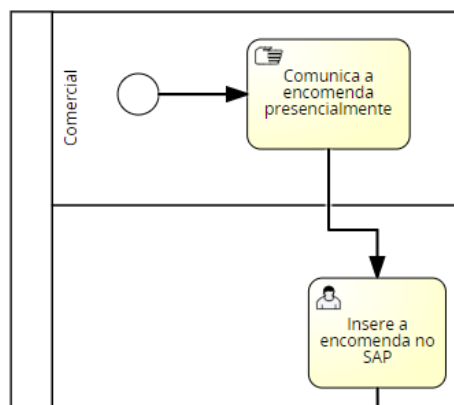 Comercial
Comunica a
encomenda
presencialmente
Insere a
encomenda no
SAP